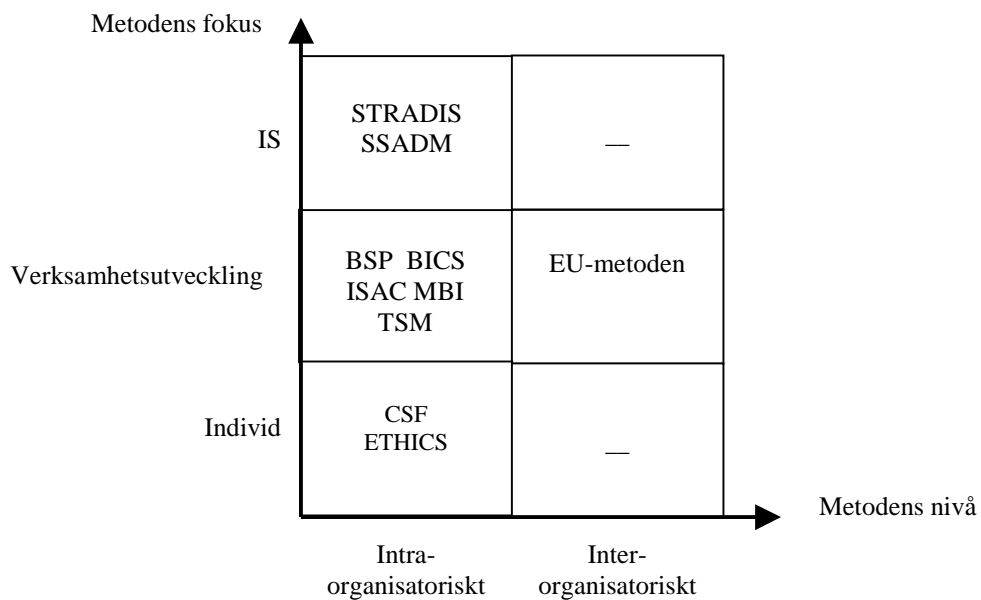 Metodens fokus
IS
STRADIS
SSADM
—
Verksamhetsutveckling
BSP BICS
ISAC MBI
TSM
EU-metoden
Individ
CSF
ETHICS
—
Metodens nivå
Intra-
organisatoriskt
Inter-
organisatoriskt